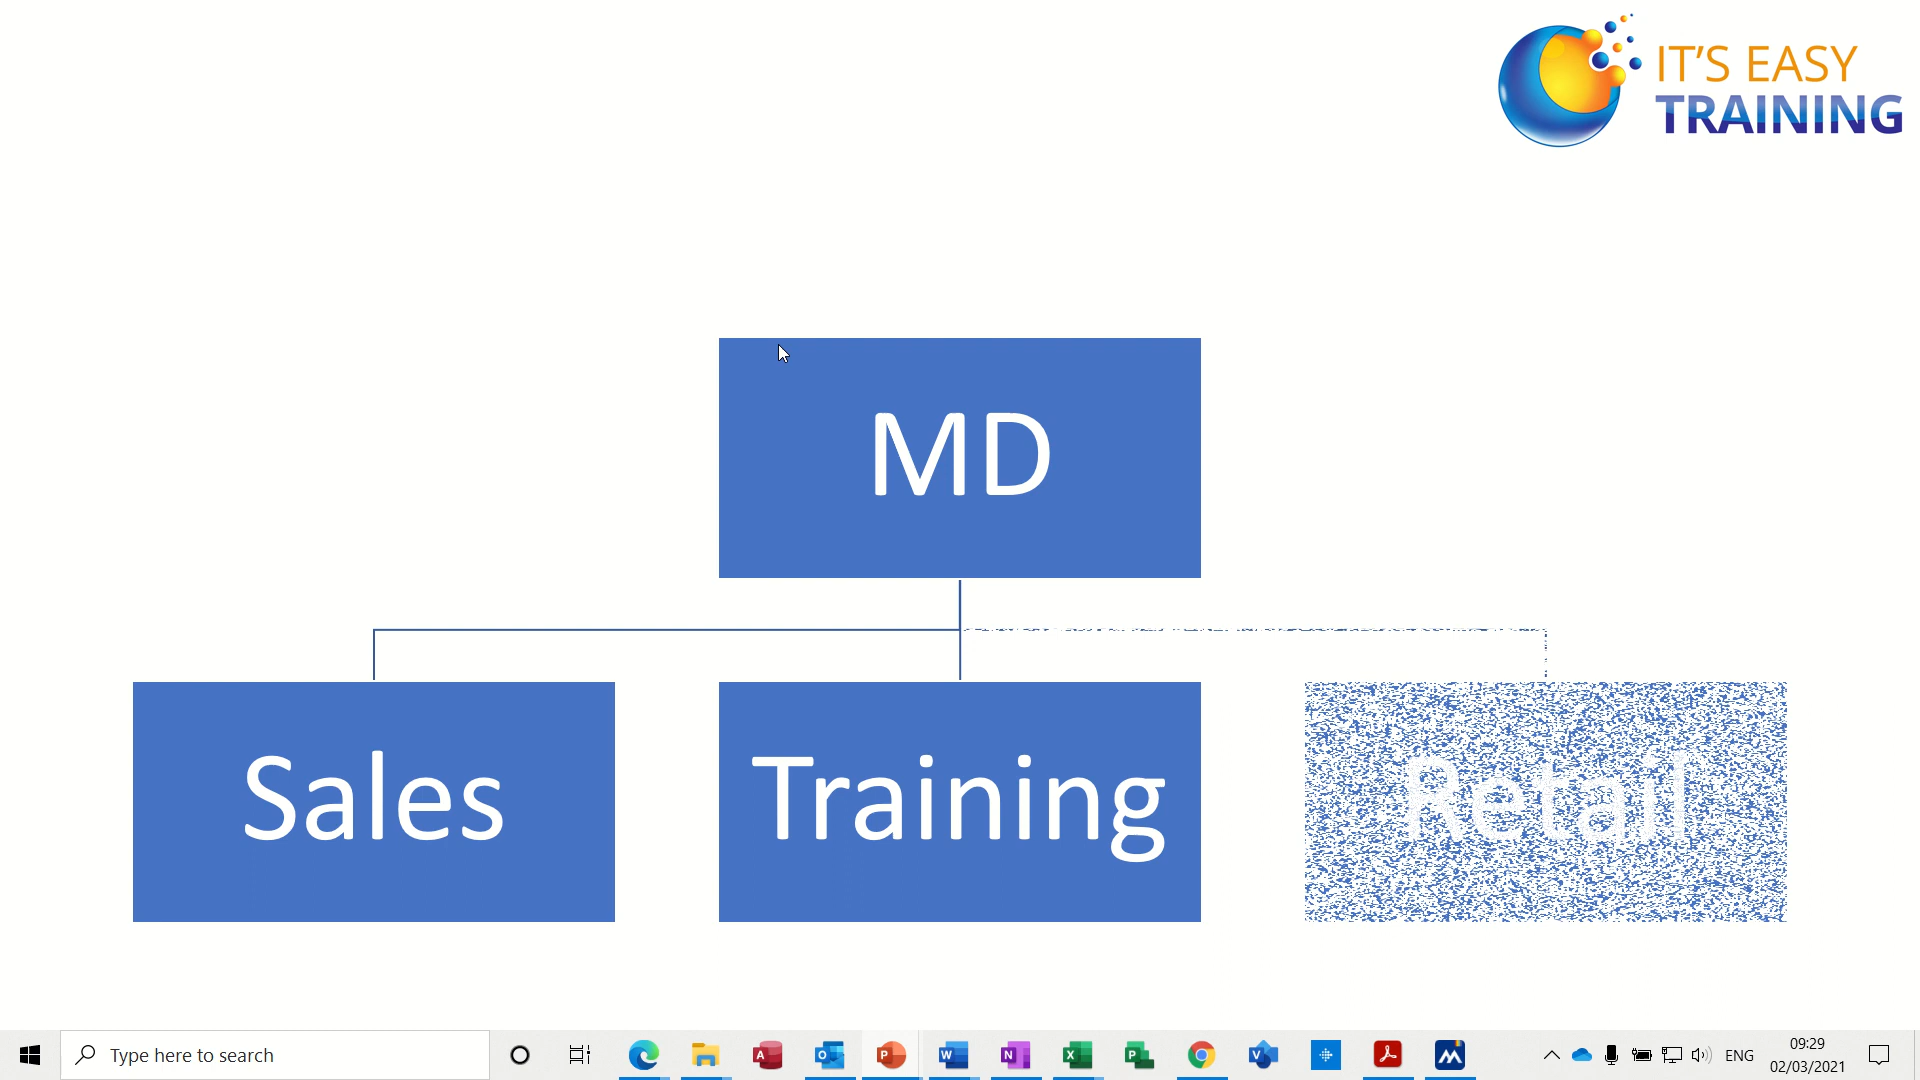 IT'S EASY
TRAINING
MD
Sales
Training
Retail
Type here to search
ENG
09:29
02/03/2021